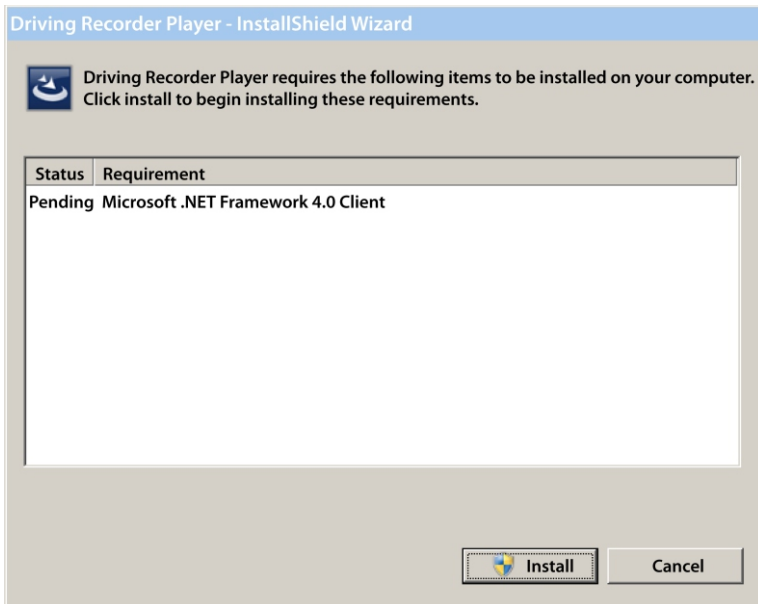 Driving Recorder Player - InstallShield Wizard
Driving Recorder Player requires the following items to be installed on your computer.
Click install to begin installing these requirements.
Status Requirement
Pending Microsoft .NET Framework 4.0 Client
Install Cancel